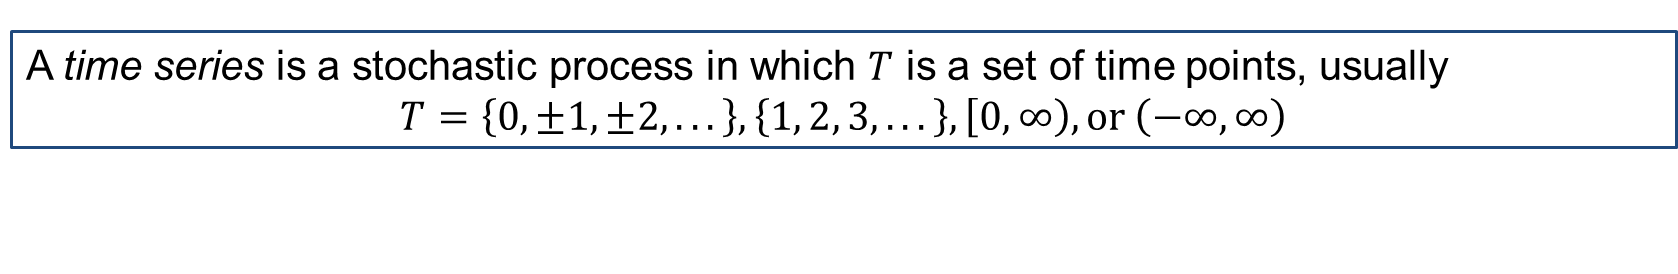 A time series is a stochastic process in which 𝑇 is a set of time points, usually
𝑇 = {0, ±1, ±2, . . . }, {1, 2, 3, . . . }, [0, ∞), or (−∞, ∞)